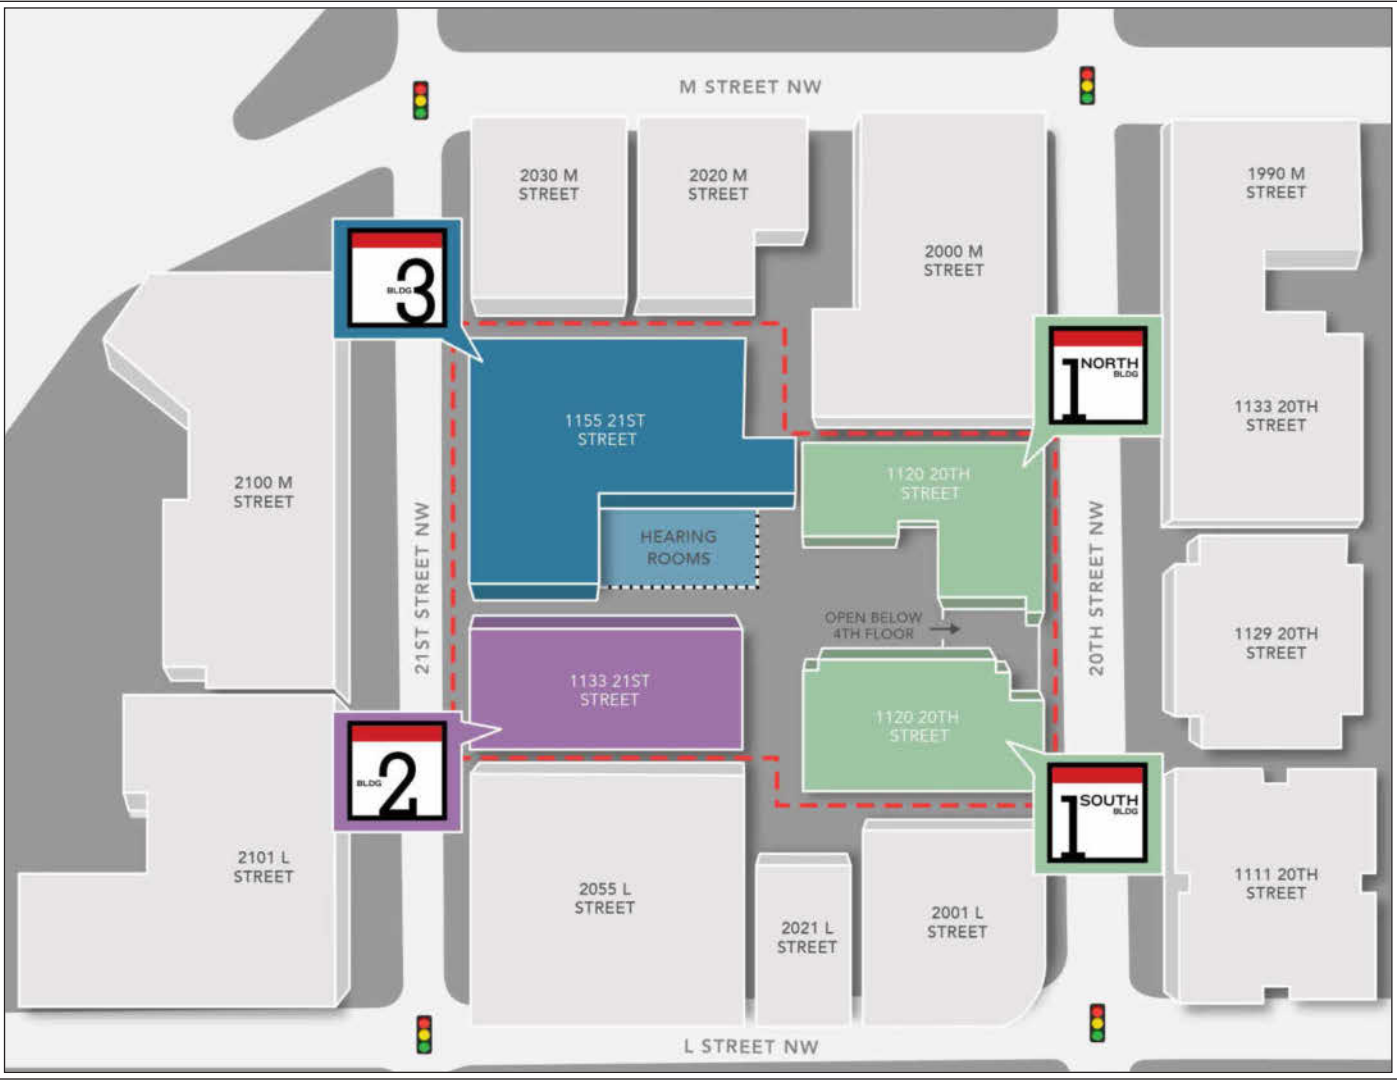 M STREET NW
2030 M
STREET
2020 M
STREET
2000 M
STREET
1990 M
STREET
BLDG 3
1 NORTH
BLDG
1155 21ST
STREET
1133 20TH
STREET
2100 M
STREET
1120 20TH
STREET
HEARING
ROOMS
21ST STREET NW
20TH STREET NW
OPEN BELOW
4TH FLOOR
1129 20TH
STREET
1133 21ST
STREET
1120 20TH
STREET
BLDG 2
1 SOUTH
BLDG
2101 L
STREET
2055 L
STREET
2021 L
STREET
2001 L
STREET
1111 20TH
STREET
L STREET NW